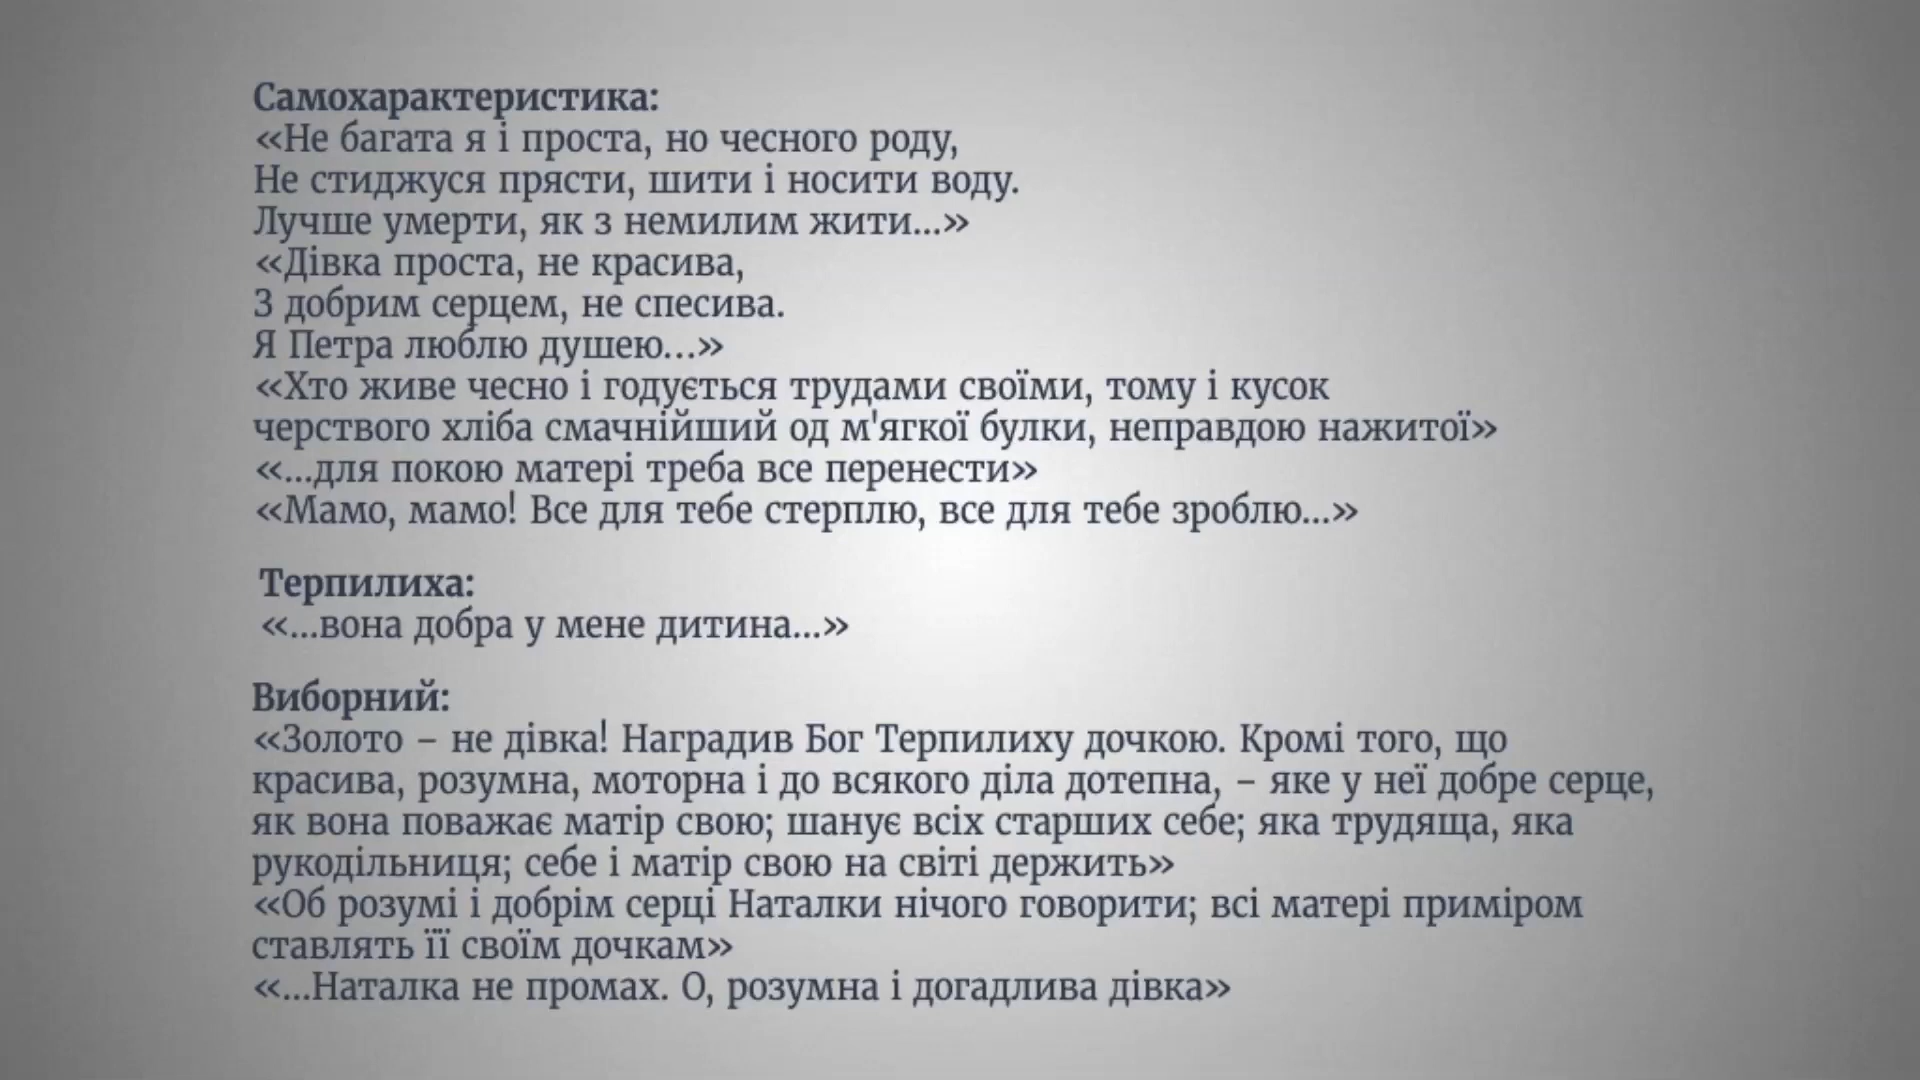 Самохарактеристика:
«Не багата я і проста, но чесного роду,
Не стиджуся прясти, шити і носити воду.
Лучше умерти, як з немилим жити...»
«Дівка проста, не красива,
З добрим серцем, не спесива.
Я Петра люблю душею...»
«Хто живе чесно і годується трудами своїми, тому і кусок
черствого хліба смачнійший од м'ягкої булки, неправдою нажитої»
«...для покою матері треба все перенести»
«Мамо, мамо! Все для тебе стерплю, все для тебе зроблю...»
Терпилиха:
«...вона добра у мене дитина...»
Виборний:
«Золото – не дівка! Наградив Бог Терпилиху дочкою. Кромі того, що
красива, розумна, моторна і до всякого діла дотепна, – яке у неї добре серце,
як вона поважає матір свою; шанує всіх старших себе; яка трудяща, яка
рукодільниця; себе і матір свою на світі держить»
«Об розумі і добрім серці Наталки нічого говорити; всі матері приміром
ставлять її своїм дочкам»
«...Наталка не промах. О, розумна і догадлива дівка»